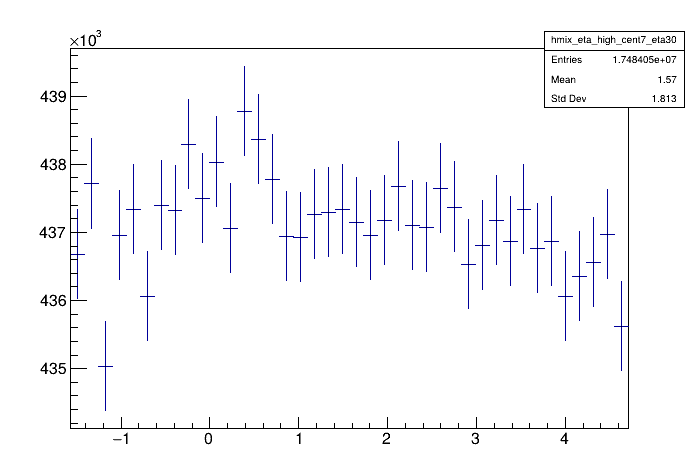 ×10³
hmix_eta_high_cent7_eta30
Entries 1.748405e+07
Mean 1.57
Std Dev 1.813
439
438
437
436
435
−1 0 1 2 3 4